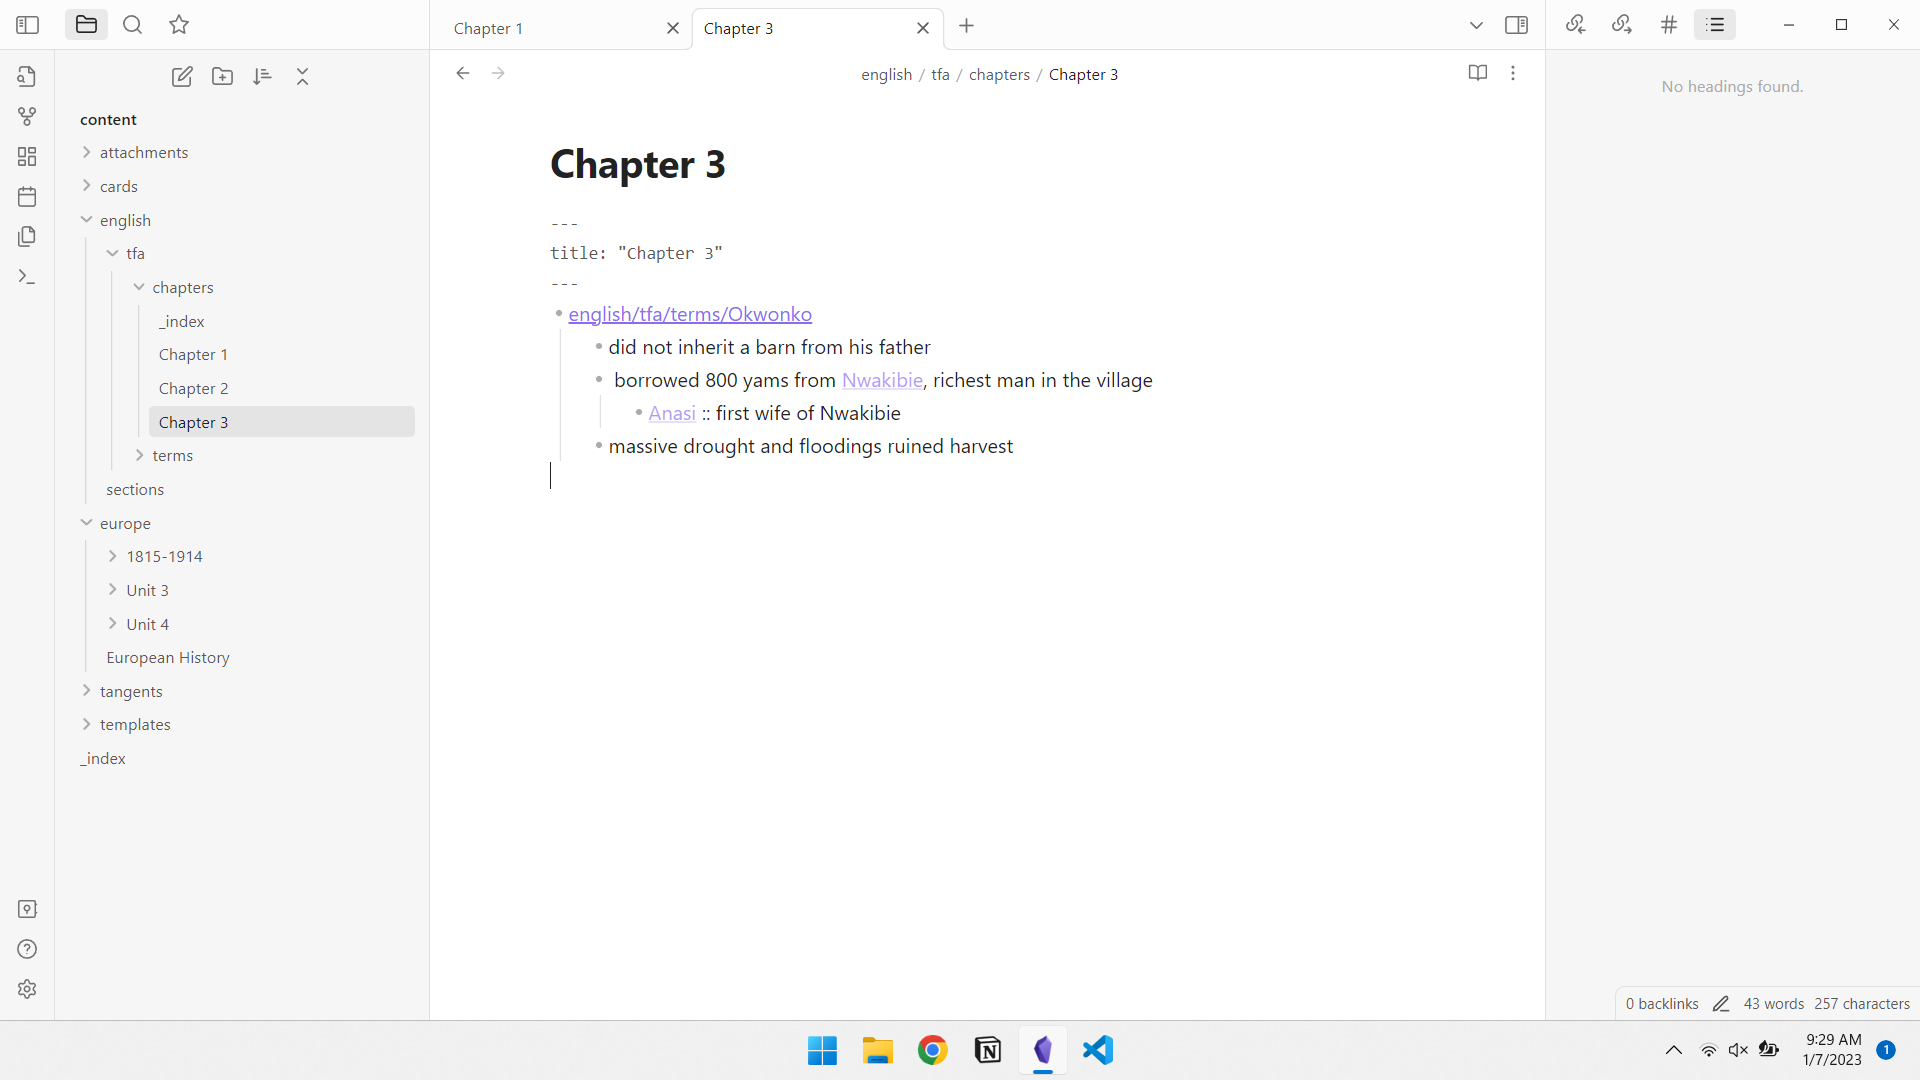 Chapter 1
Chapter 3
english / tfa / chapters / Chapter 3
No headings found.
content
attachments
cards
english
tfa
chapters
_index
Chapter 1
Chapter 2
Chapter 3
terms
sections
europe
1815-1914
Unit 3
Unit 4
European History
tangents
templates
_index
Chapter 3
---
title: "Chapter 3"
---
english/tfa/terms/Okwonko
did not inherit a barn from his father
borrowed 800 yams from Nwakibie, richest man in the village
Anasi :: first wife of Nwakibie
massive drought and floodings ruined harvest
0 backlinks 43 words 257 characters
9:29 AM
1/7/2023
1